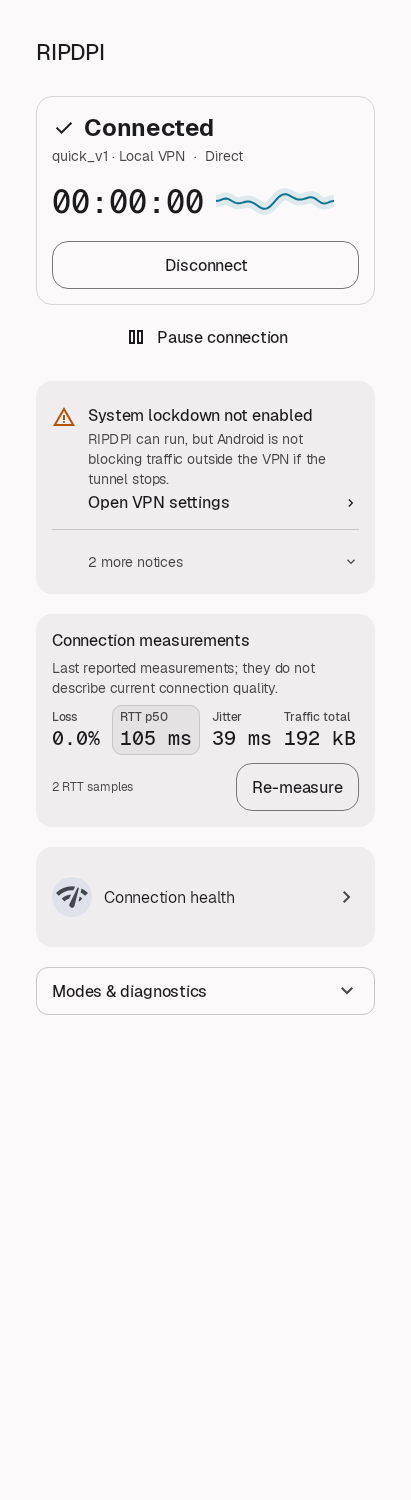 RIPDPI
Connected
quick_v1 · Local VPN · Direct
00:00:00
Disconnect
Pause connection
System lockdown not enabled
RIPDPI can run, but Android is not
blocking traffic outside the VPN if the
tunnel stops.
Open VPN settings
2 more notices
Connection measurements
Last reported measurements; they do not
describe current connection quality.
Loss RTT p50 Jitter Traffic total
0.0% 105 ms 39 ms 192 kB
2 RTT samples Re-measure
Connection health
Modes & diagnostics